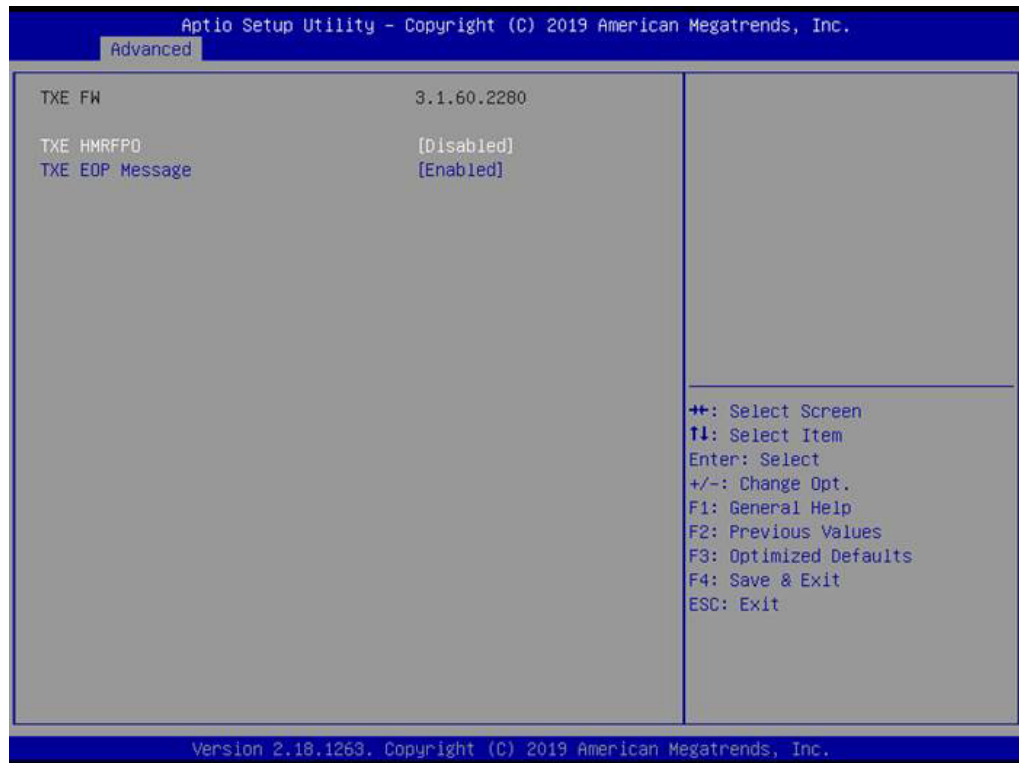 Aptio Setup Utility – Copyright (C) 2019 American Megatrends, Inc.
Advanced
TXE FW 3.1.60.2280
TXE HMRFPO [Disabled]
TXE EOP Message [Enabled]
→←: Select Screen
↑↓: Select Item
Enter: Select
+/-: Change Opt.
F1: General Help
F2: Previous Values
F3: Optimized Defaults
F4: Save & Exit
ESC: Exit
Version 2.18.1263. Copyright (C) 2019 American Megatrends, Inc.